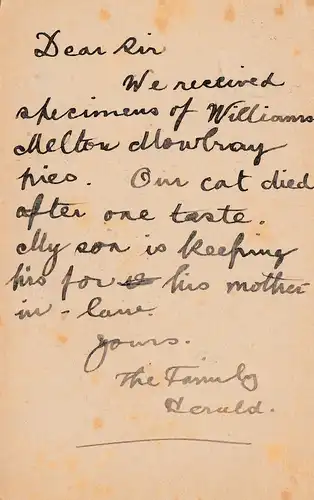 Dear Sir
We received
specimens of Williams
Melton Mowbray
pies. Our cat died
after one taste.
My son is keeping
his for his mother-
in-law.
yours.
The Family
Herald.